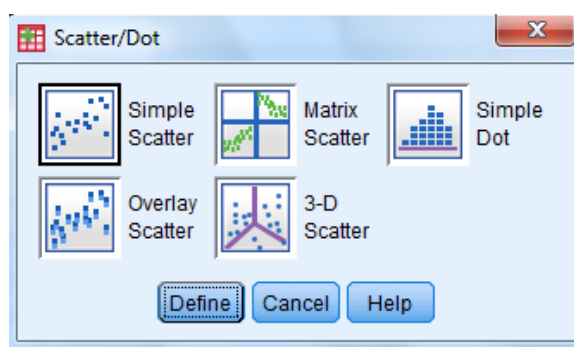 Scatter/Dot
Simple
Scatter
Matrix
Scatter
Simple
Dot
Overlay
Scatter
3-D
Scatter
Define Cancel Help